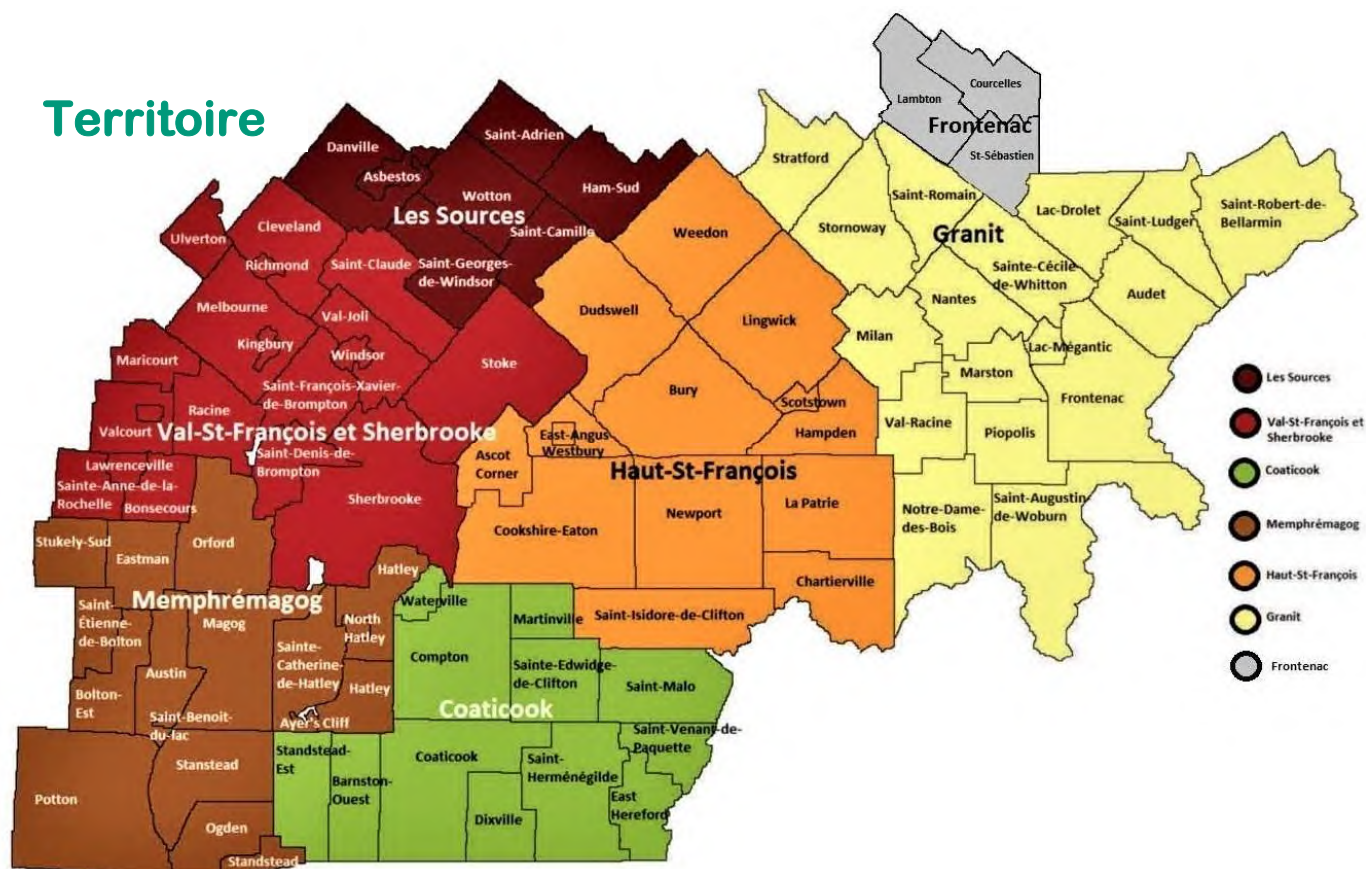 Territoire
Courcelles
Lambton
Frontenac
St-Sébastien
Saint-Adrien
Danville
Asbestos
Wotton
Ham-Sud
Les Sources
Saint-Camille
Saint-Georges-
de-Windsor
Stratford
Saint-Romain
Stornoway
Granit
Lac-Drolet
Saint-Ludger
Saint-Robert-de-
Bellarmin
Sainte-Cécile
de-Whitton
Nantes
Audet
Milan
Lac-Mégantic
Marston
Frontenac
Val-Racine
Piopolis
Notre-Dame-
des-Bois
Saint-Augustin
de-Woburn
Ulverton
Cleveland
Richmond
Saint-Claude
Melbourne
Val-Joli
Kingbury
Windsor
Stoke
Maricourt
Saint-François-Xavier-
de-Brompton
Racine
Valcourt
Val-St-François et Sherbrooke
Saint-Denis-de-
Brompton
Lawrenceville
Sainte-Anne-de-la-
Rochelle
Bonsecours
Sherbrooke
Weedon
Dudswell
Lingwick
Bury
Scotstown
Hampden
East-Angus
Westbury
Ascot
Corner
Haut-St-François
Cookshire-Eaton
Newport
La Patrie
Chartierville
Saint-Isidore-de-Clifton
Stukely-Sud
Eastman
Orford
Hatley
Memphrémagog
Saint-
Étienne-
de-Bolton
Magog
North
Hatley
Sainte-
Catherine-
de-Hatley
Austin
Hatley
Bolton-
Est
Saint-Benoit-
du-lac
Ayer's Cliff
Stanstead
Potton
Ogden
Standstead
Waterville
Martinville
Compton
Sainte-Edwidge-
de-Clifton
Saint-Malo
Coaticook
Saint-Venant-de-
Paquette
Standstead-
Est
Coaticook
Barnston-
Ouest
Saint-
Herménégilde
Dixville
East
Hereford
Les Sources
Val-St-François et
Sherbrooke
Coaticook
Memphrémagog
Haut-St-François
Granit
Frontenac